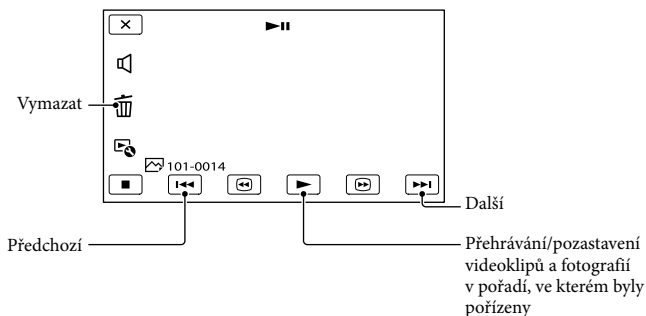 Vymazat
101-0014
Další
Předchozí
Přehrávání/pozastavení
videoklipů a fotografií
v pořadí, ve kterém byly
pořízeny